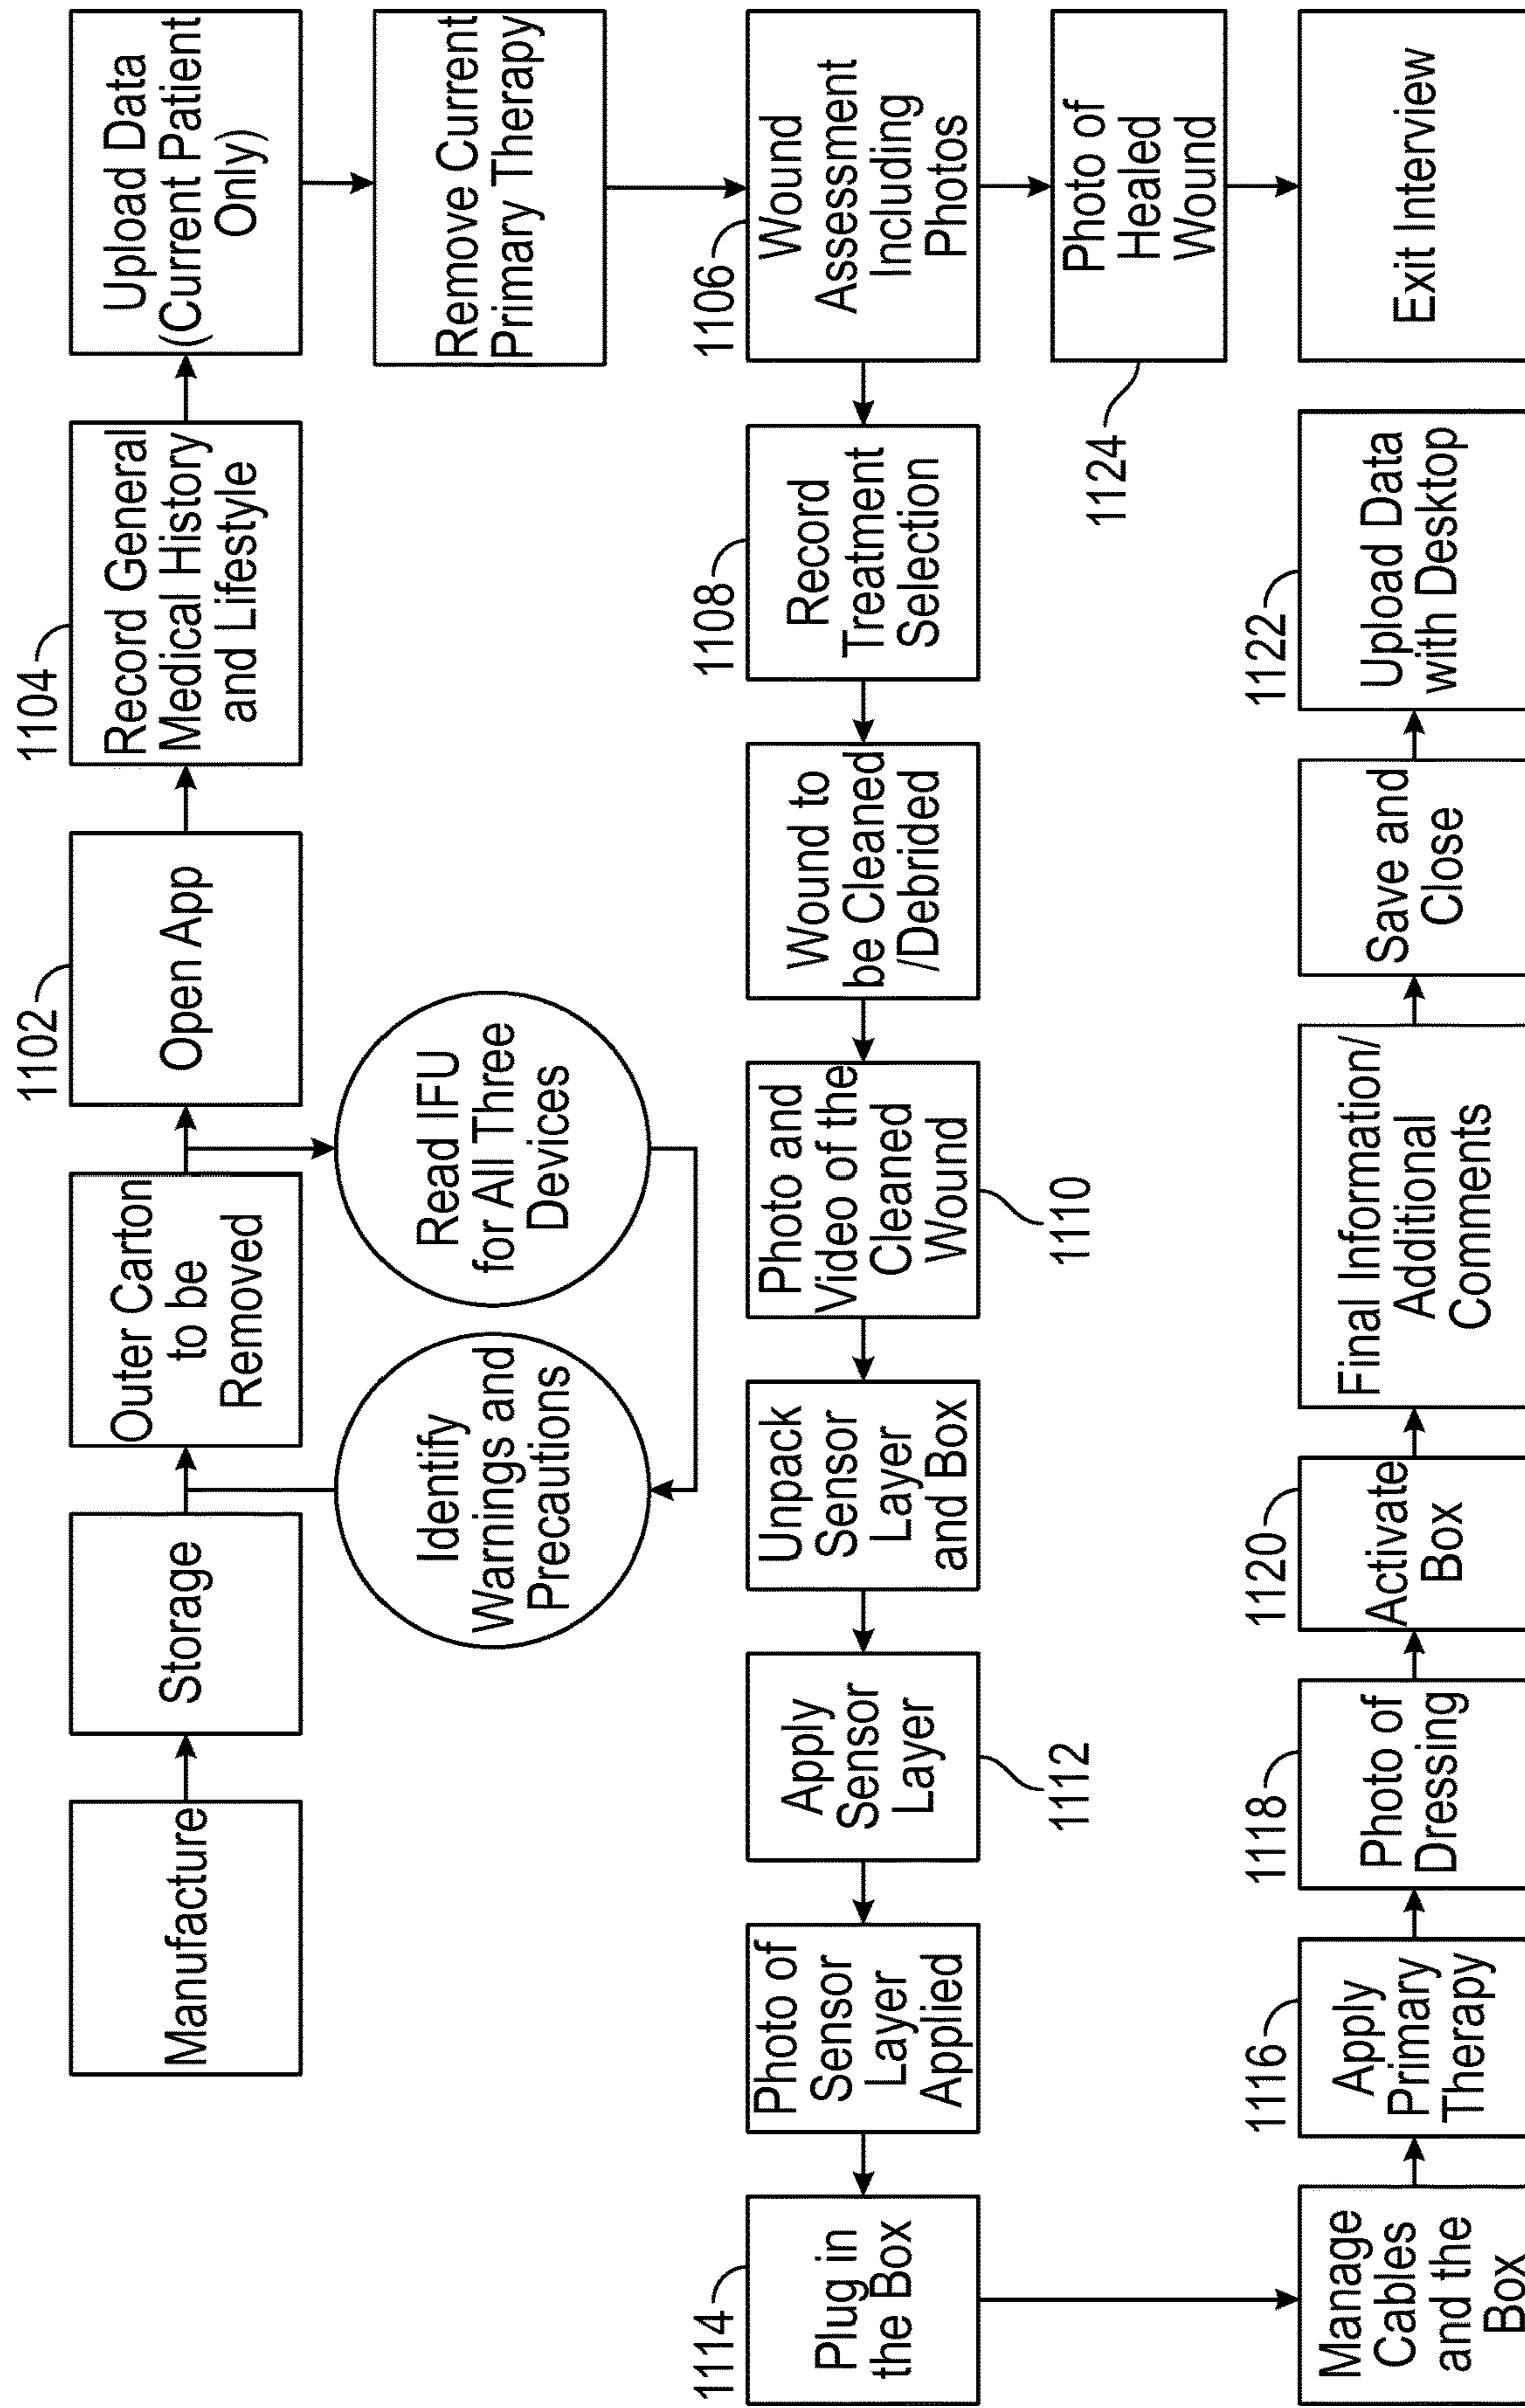 Manufacture
Storage
Outer Carton
to be
Removed
1102
Open App
1104
Record General
Medical History
and Lifestyle
Upload Data
(Current Patient
Only)
Identify
Warnings and
Precautions
Read IFU
for All Three
Devices
Remove Current
Primary Therapy
1106
Wound
Assessment
Including
Photos
1108
Record
Treatment
Selection
Wound to
be Cleaned
/Debrided
Photo and
Video of the
Cleaned
Wound
1110
Unpack
Sensor
Layer
and Box
Apply
Sensor
Layer
1112
Photo of
Sensor
Layer
Applied
1114
Plug in
the Box
Photo of
Healed
Wound
1124
Manage
Cables
and the
Box
1116
Apply
Primary
Therapy
1118
Photo of
Dressing
1120
Activate
Box
Final Information/
Additional
Comments
Save and
Close
1122
Upload Data
with Desktop
Exit Interview